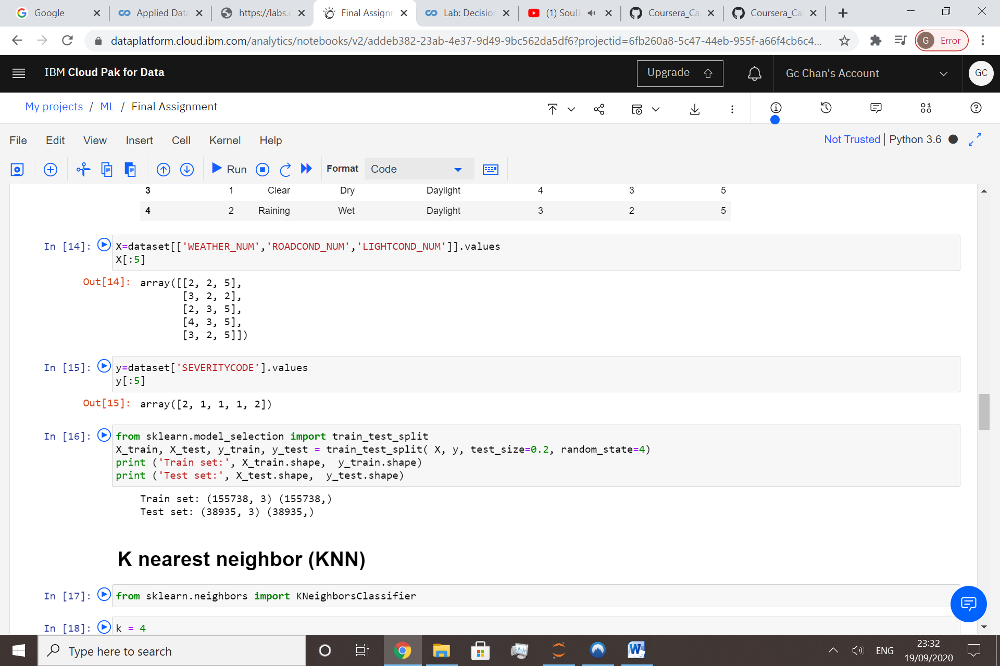 Google
Applied Data
https://labs.c
Final Assignr
Lab: Decision
(1) SoulJ
Coursera_Ca
Coursera_Ca
dataplatform.cloud.ibm.com/analytics/notebooks/v2/addeb382-23ab-4e37-9d49-9bc562da5df6?projectid=6fb260a8-5c47-44eb-955f-a66f4cb6c4...
G Error
IBM Cloud Pak for Data
Upgrade
Gc Chan's Account
GC
My projects / ML / Final Assignment
File Edit View Insert Cell Kernel Help
Not Trusted | Python 3.6
Run
Format
Code
3 1 Clear Dry Daylight 4 3 5
4 2 Raining Wet Daylight 3 2 5
In [14]: X=dataset[['WEATHER_NUM','ROADCOND_NUM','LIGHTCOND_NUM']].values
X[:5]
Out[14]: array([[2, 2, 5],
[3, 2, 2],
[2, 3, 5],
[4, 3, 5],
[3, 2, 5]])
In [15]: y=dataset['SEVERITYCODE'].values
y[:5]
Out[15]: array([2, 1, 1, 1, 2])
In [16]: from sklearn.model_selection import train_test_split
X_train, X_test, y_train, y_test = train_test_split( X, y, test_size=0.2, random_state=4)
print ('Train set:', X_train.shape,  y_train.shape)
print ('Test set:', X_test.shape,  y_test.shape)
Train set: (155738, 3) (155738,)
Test set: (38935, 3) (38935,)
K nearest neighbor (KNN)
In [17]: from sklearn.neighbors import KNeighborsClassifier
In [18]: k = 4
Type here to search
ENG
23:32
19/09/2020